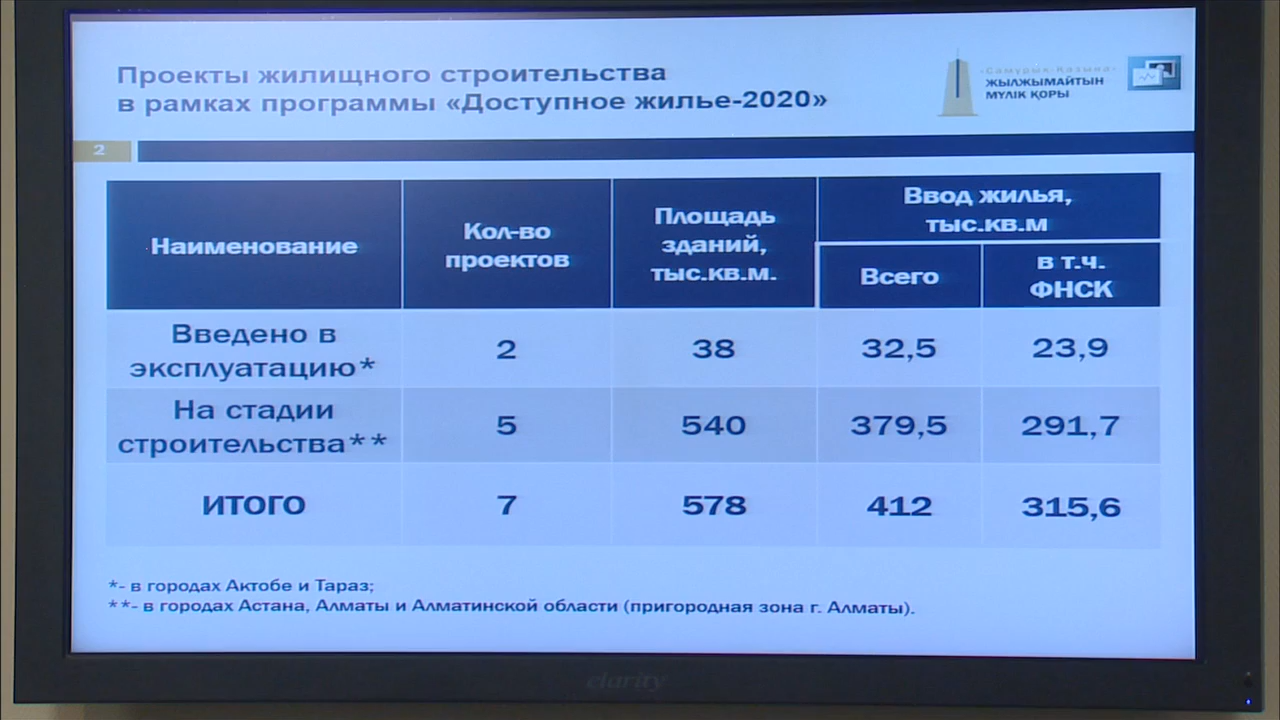 Проекты жилищного строительства
в рамках программы «Доступное жилье-2020»
«Самурық-Қазына»
ЖЫЛЖЫМАЙТЫН
МҮЛІК ҚОРЫ
2
Наименование
Кол-во
проектов
Площадь
зданий,
тыс.кв.м.
Ввод жилья,
тыс.кв.м
Всего
в т.ч.
ФНСК
Введено в
эксплуатацию*
2
38
32,5
23,9
На стадии
строительства**
5
540
379,5
291,7
ИТОГО
7
578
412
315,6
*- в городах Актобе и Тараз;
**- в городах Астана, Алматы и Алматинской области (пригородная зона г. Алматы).
clarity